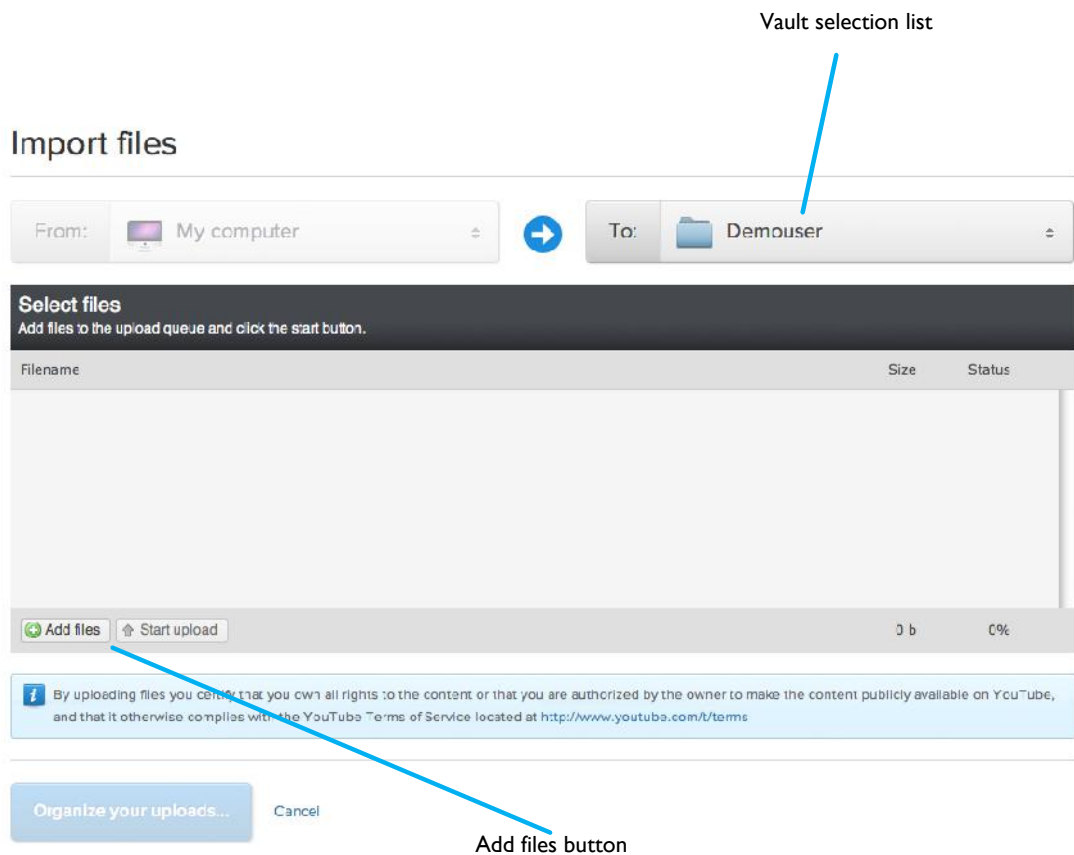 Vault selection list
Import files
From: My computer To: Demouser
Select files
Add files to the upload queue and click the start button.
Filename Size Status
Add files Start upload 0 b 0%
By uploading files you certify that you own all rights to the content or that you are authorized by the owner to make the content publicly available on YouTube,
and that it otherwise complies with the YouTube Terms of Service located at http://www.youtube.com/t/terms
Organize your uploads... Cancel
Add files button